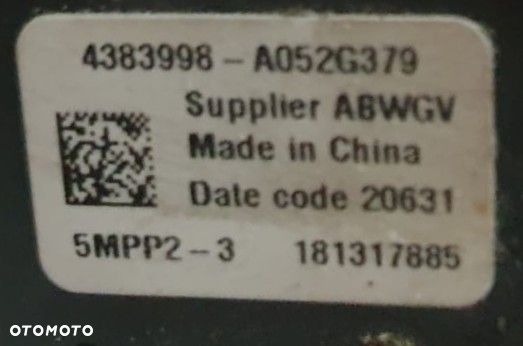 4383998-A052G379
Supplier ABWGV
Made in China
Date code 20631
5MPP2-3 181317885
OTOMOTO